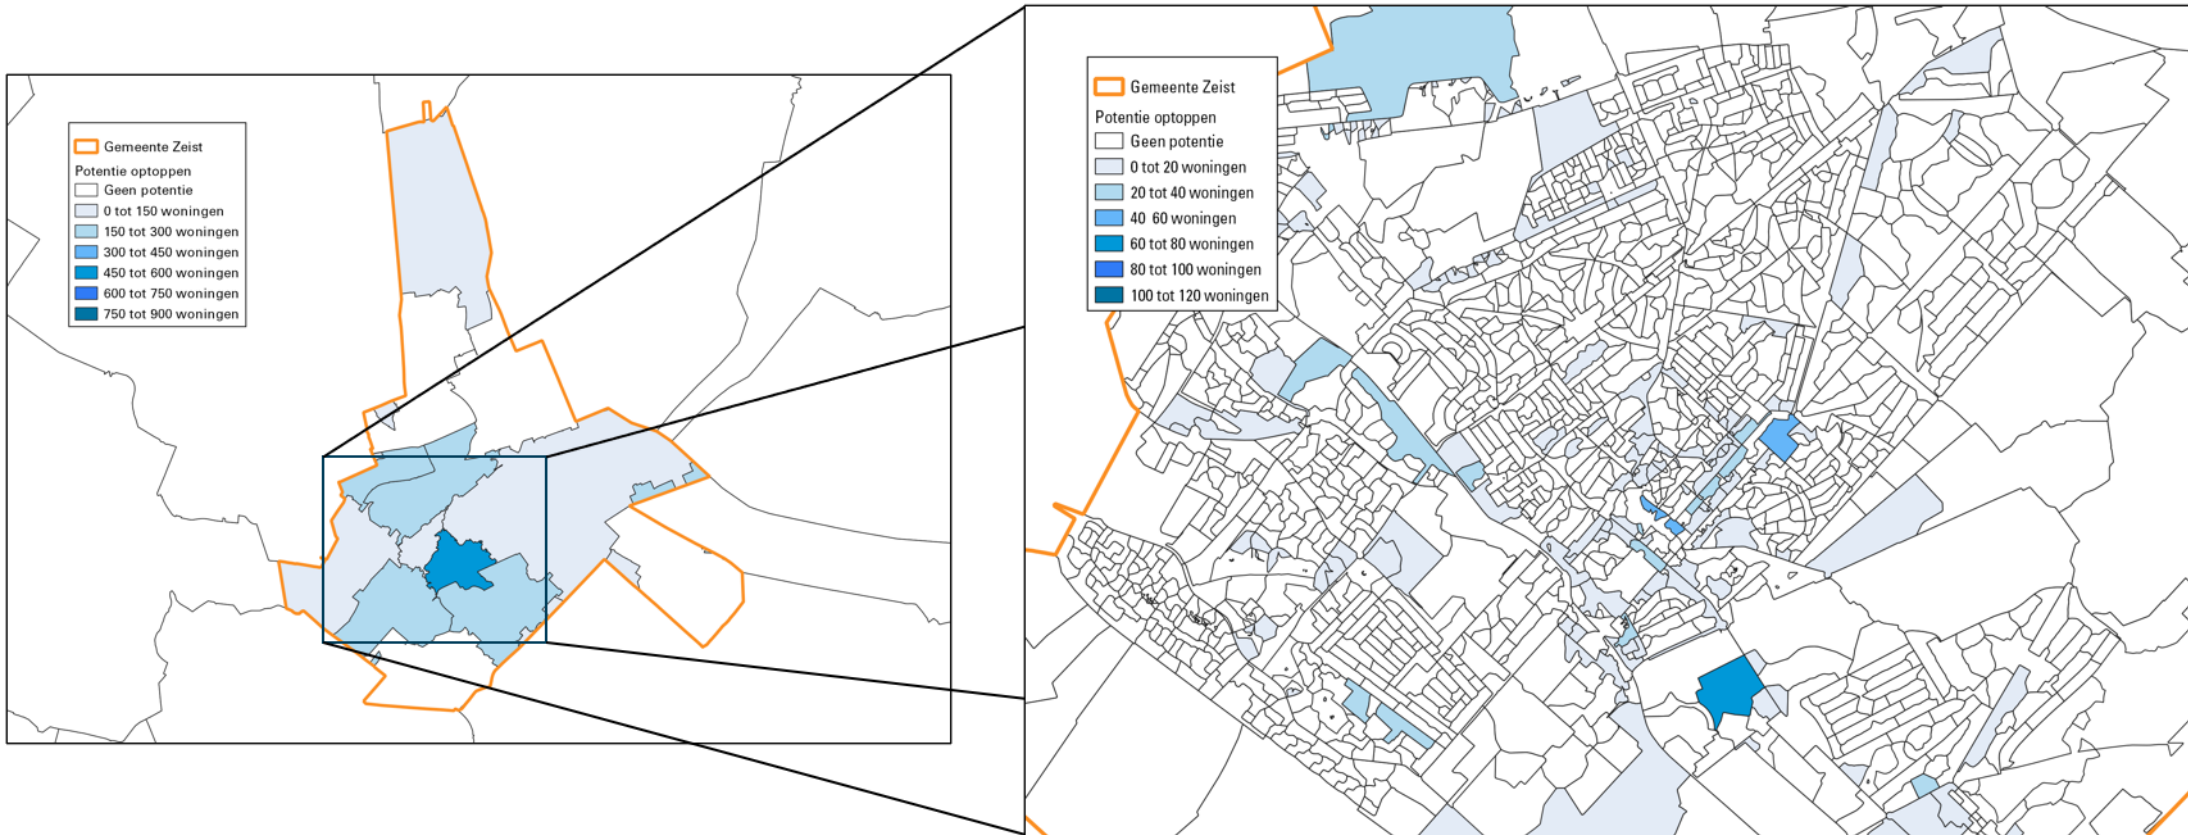 Gemeente Zeist
Potentie optoppen
Geen potentie
0 tot 150 woningen
150 tot 300 woningen
300 tot 450 woningen
450 tot 600 woningen
600 tot 750 woningen
750 tot 900 woningen
Gemeente Zeist
Potentie optoppen
Geen potentie
0 tot 20 woningen
20 tot 40 woningen
40 60 woningen
60 tot 80 woningen
80 tot 100 woningen
100 tot 120 woningen